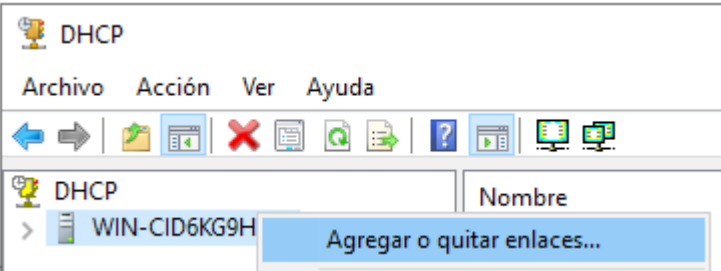 DHCP
Archivo Acción Ver Ayuda
?
DHCP
Nombre
WIN-CID6KG9H
Agregar o quitar enlaces...